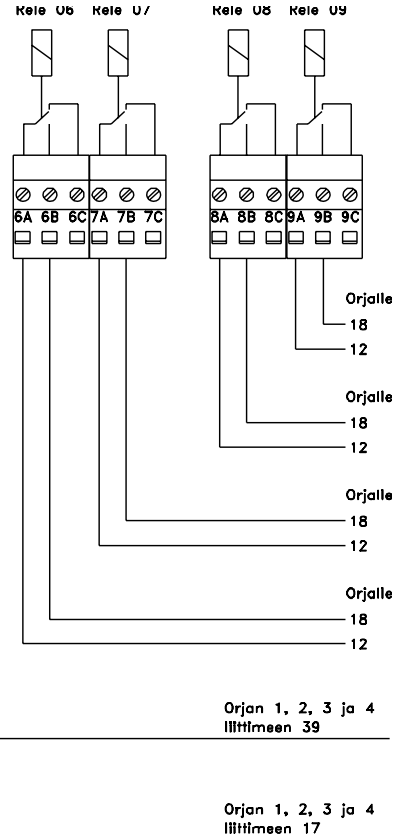 Rele 06 Rele 07 Rele 08 Rele 09
6A 6B 6C 7A 7B 7C 8A 8B 8C 9A 9B 9C
Orjalle
18
12
Orjalle
18
12
Orjalle
18
12
Orjalle
18
12
Orjan 1, 2, 3 ja 4
liittimeen 39
Orjan 1, 2, 3 ja 4
liittimeen 17